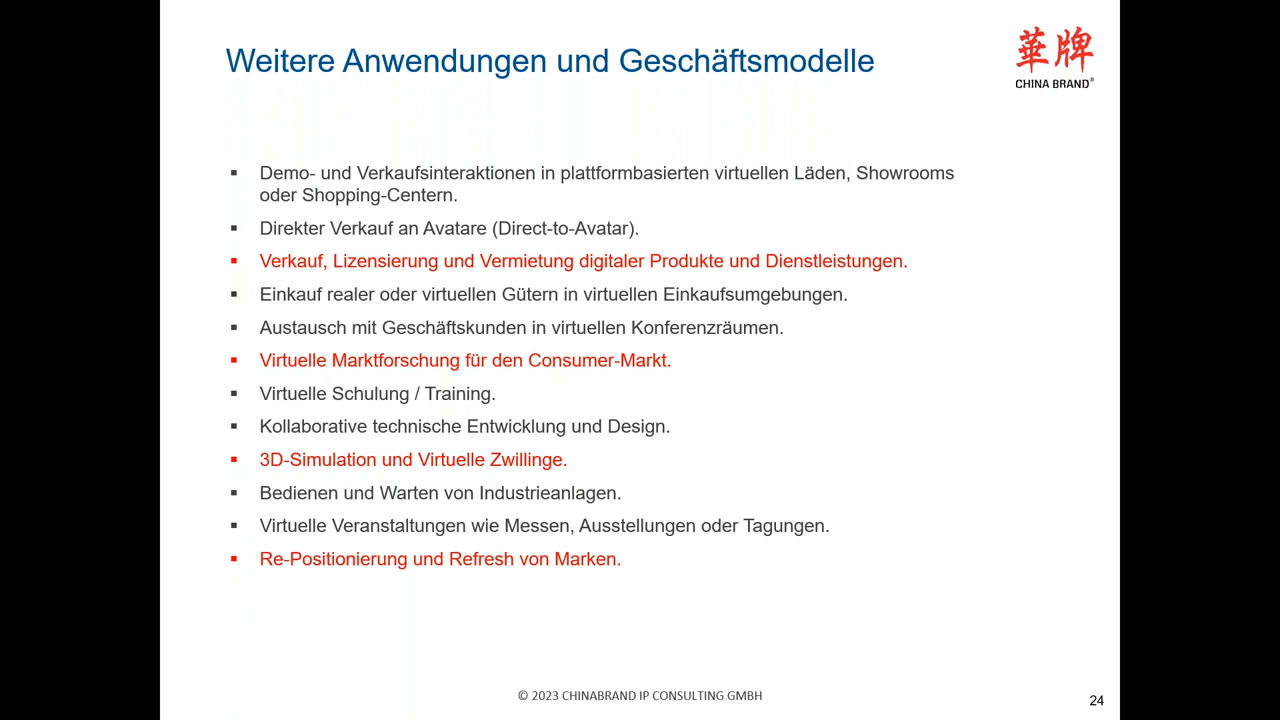 Weitere Anwendungen und Geschäftsmodelle
華牌
CHINA BRAND®
▪ Demo- und Verkaufsinteraktionen in plattformbasierten virtuellen Läden, Showrooms
oder Shopping-Centern.
▪ Direkter Verkauf an Avatare (Direct-to-Avatar).
▪ Verkauf, Lizensierung und Vermietung digitaler Produkte und Dienstleistungen.
▪ Einkauf realer oder virtuellen Gütern in virtuellen Einkaufsumgebungen.
▪ Austausch mit Geschäftskunden in virtuellen Konferenzräumen.
▪ Virtuelle Marktforschung für den Consumer-Markt.
▪ Virtuelle Schulung / Training.
▪ Kollaborative technische Entwicklung und Design.
▪ 3D-Simulation und Virtuelle Zwillinge.
▪ Bedienen und Warten von Industrieanlagen.
▪ Virtuelle Veranstaltungen wie Messen, Ausstellungen oder Tagungen.
▪ Re-Positionierung und Refresh von Marken.
© 2023 CHINABRAND IP CONSULTING GMBH
24